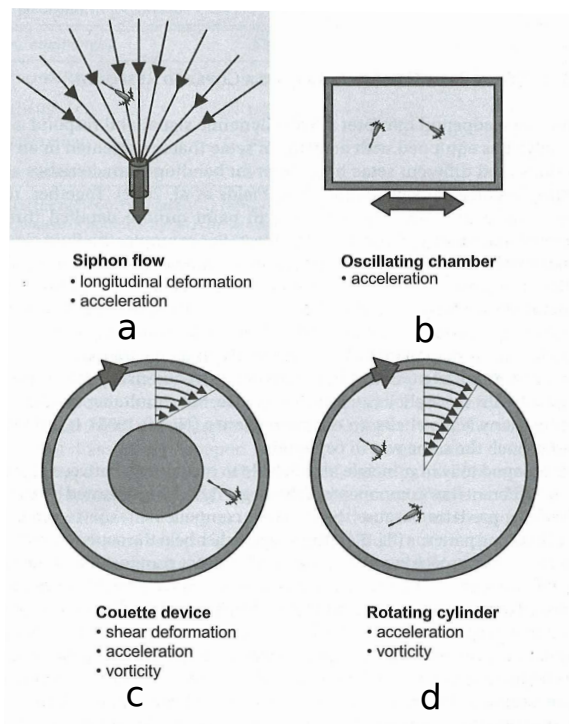 Siphon flow
• longitudinal deformation
• acceleration
a
Oscillating chamber
• acceleration
b
Couette device
• shear deformation
• acceleration
• vorticity
c
Rotating cylinder
• acceleration
• vorticity
d